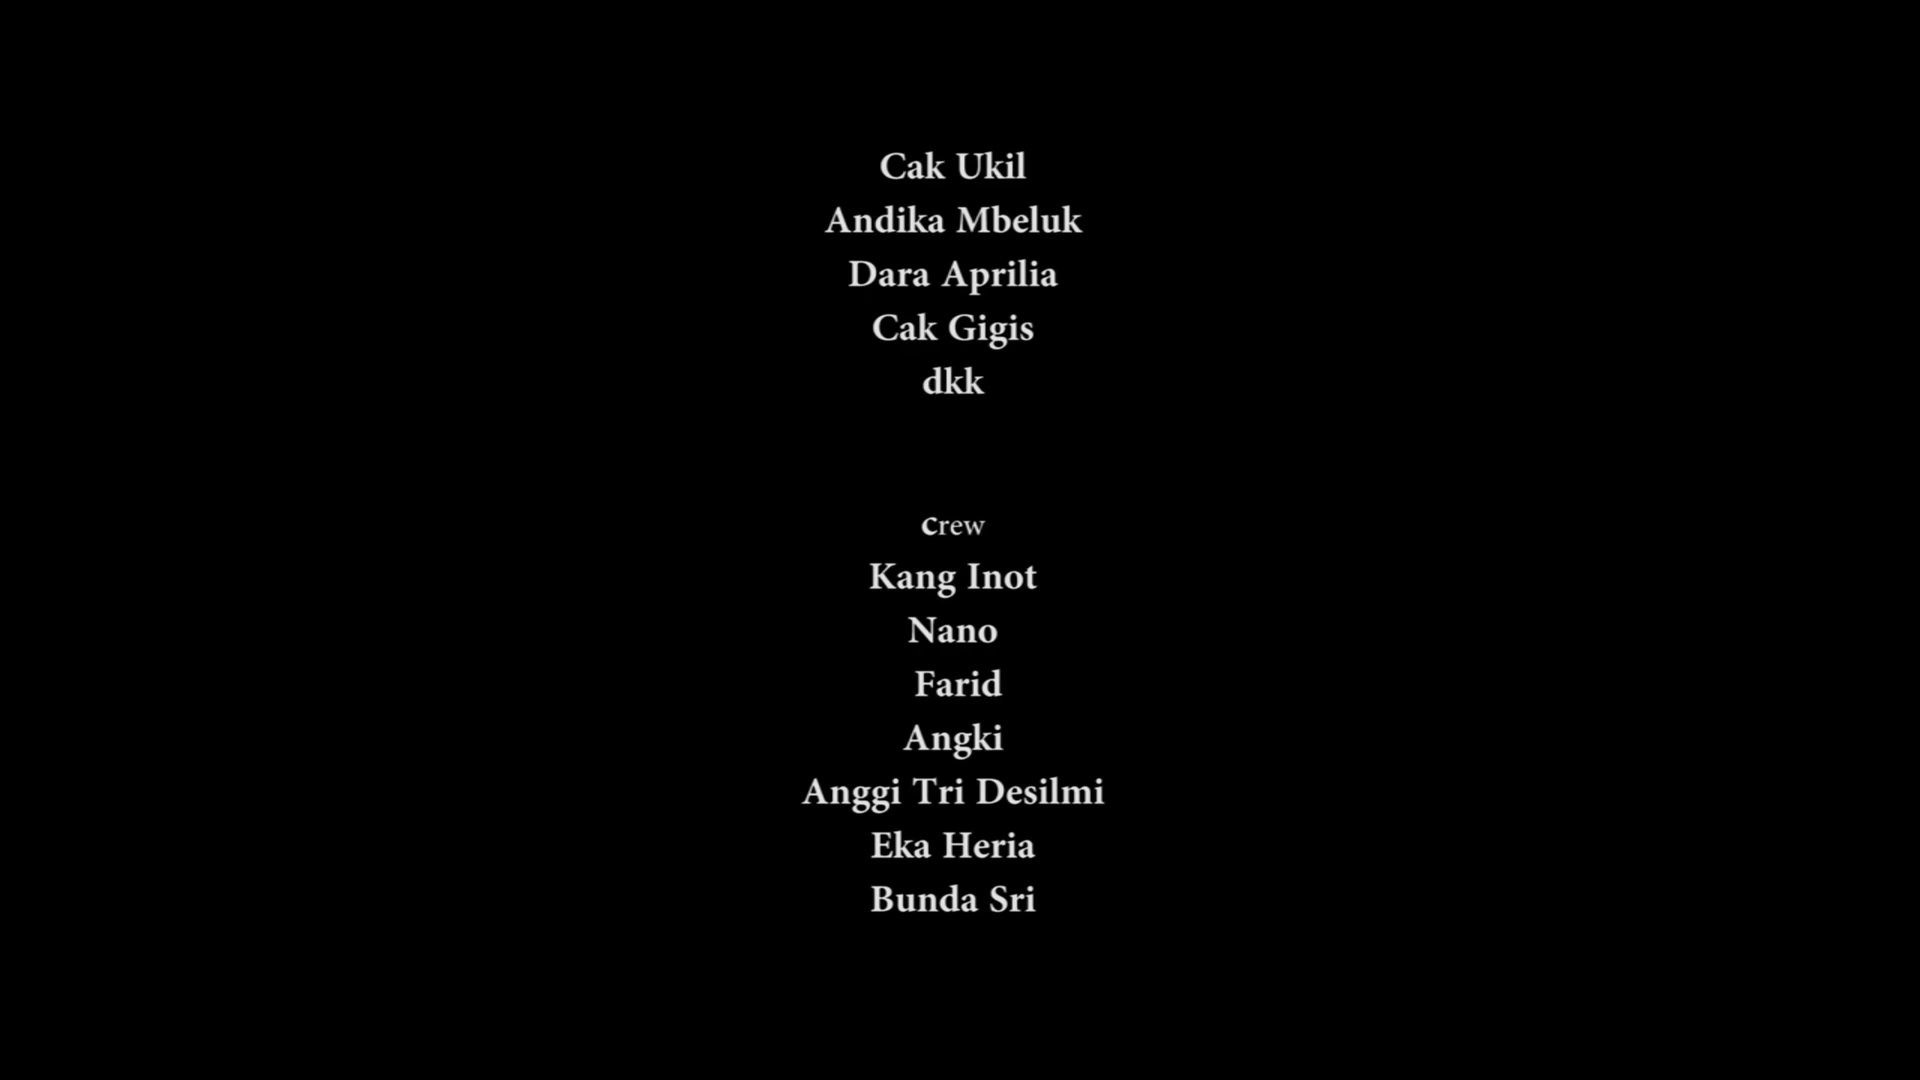 Cak Ukil
Andika Mbeluk
Dara Aprilia
Cak Gigis
dkk
crew
Kang Inot
Nano
Farid
Angki
Anggi Tri Desilmi
Eka Heria
Bunda Sri